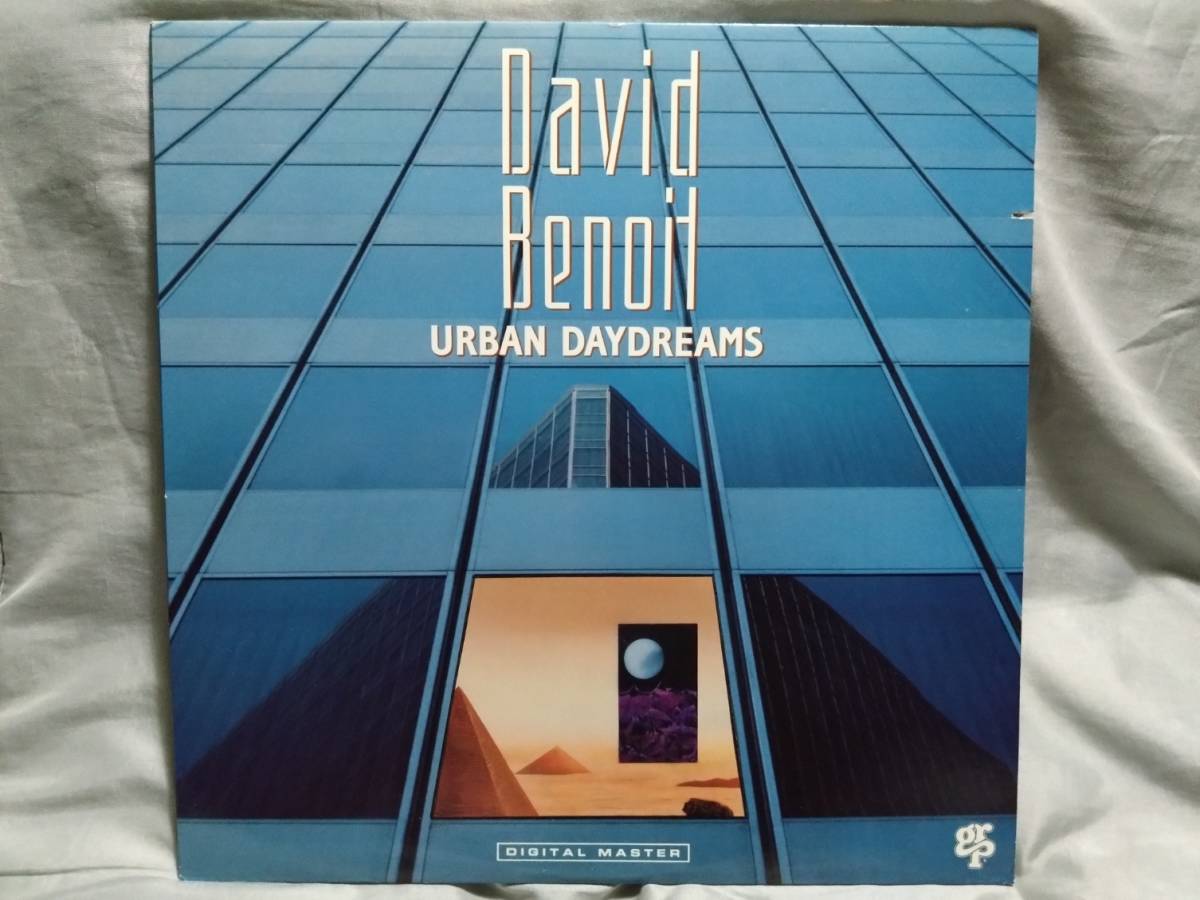 David
Benoit
URBAN DAYDREAMS
DIGITAL MASTER
grp